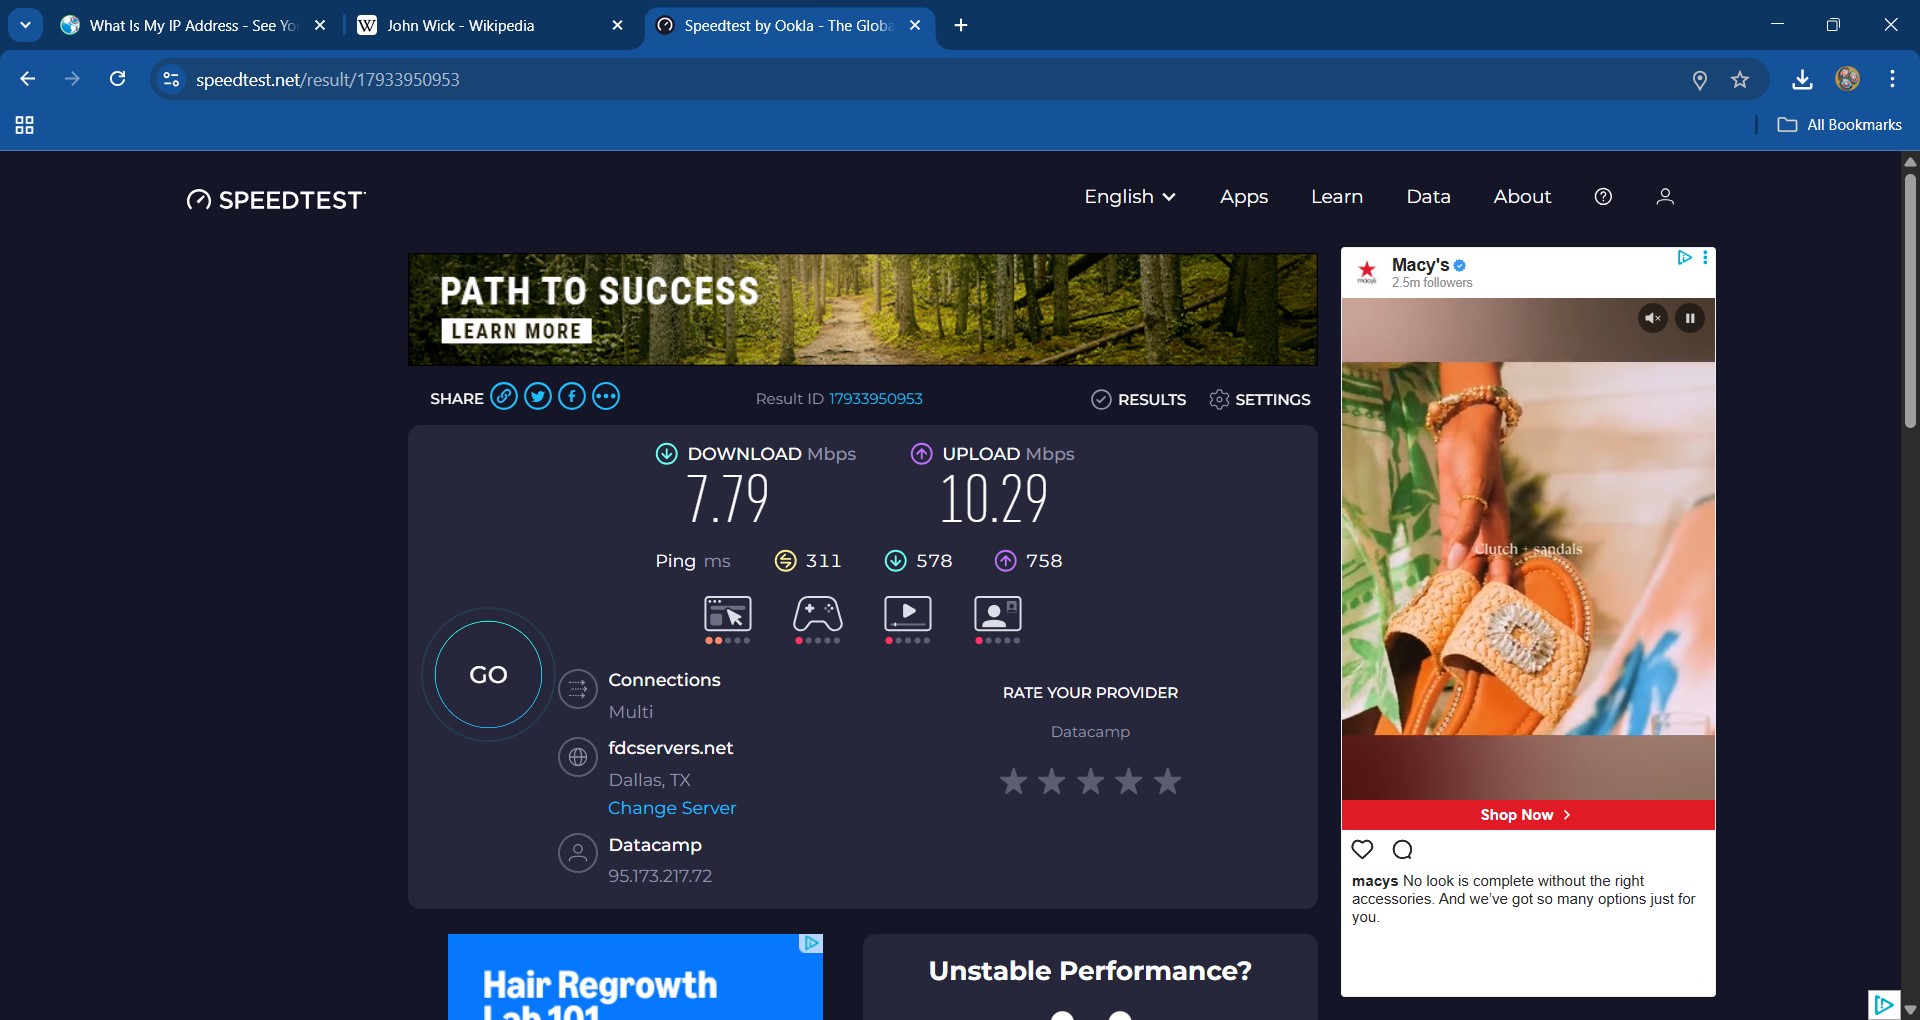 What Is My IP Address - See Yo
John Wick - Wikipedia
Speedtest by Ookla - The Globa
speedtest.net/result/17933950953
All Bookmarks
SPEEDTEST
English
Apps
Learn
Data
About
PATH TO SUCCESS
LEARN MORE
SHARE
Result ID 17933950953
RESULTS
SETTINGS
DOWNLOAD Mbps
7.79
UPLOAD Mbps
10.29
Ping ms
311
578
758
GO
Connections
Multi
fdcservers.net
Dallas, TX
Change Server
Datacamp
95.173.217.72
RATE YOUR PROVIDER
Datacamp
Macy's
2.5m followers
macy's
Clutch + sandals
Shop Now
macys No look is complete without the right
accessories. And we've got so many options just for
you.
Hair Regrowth
Lab 101
Unstable Performance?